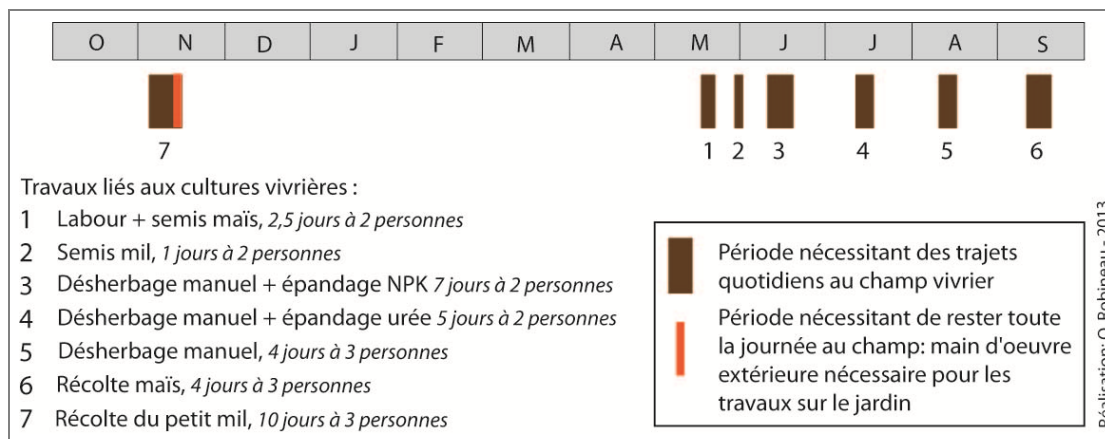 O N D J F M A M J J A S
7 1 2 3 4 5 6
Travaux liés aux cultures vivrières :
1 Labour + semis maïs, 2,5 jours à 2 personnes
2 Semis mil, 1 jours à 2 personnes
3 Désherbage manuel + épandage NPK 7 jours à 2 personnes
4 Désherbage manuel + épandage urée 5 jours à 2 personnes
5 Désherbage manuel, 4 jours à 3 personnes
6 Récolte maïs, 4 jours à 3 personnes
7 Récolte du petit mil, 10 jours à 3 personnes
Période nécessitant des trajets
quotidiens au champ vivrier
Période nécessitant de rester toute
la journée au champ: main d'oeuvre
extérieure nécessaire pour les
travaux sur le jardin
Réalisation: O. Robineau - 2013